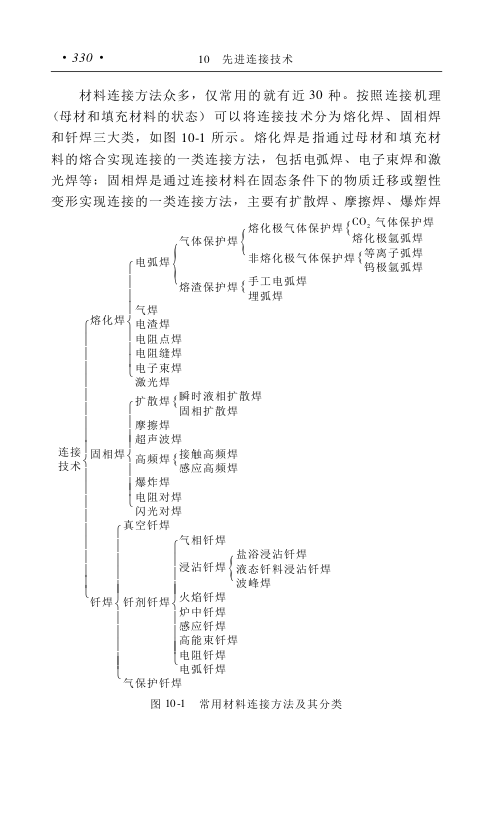 · 330 ·
10 先进连接技术
材料连接方法众多，仅常用的就有近 30 种。按照连接机理
（母材和填充材料的状态）可以将连接技术分为熔化焊、固相焊
和钎焊三大类，如图 10-1 所示。熔化焊是指通过母材和填充材
料的熔合实现连接的一类连接方法，包括电弧焊、电子束焊和激
光焊等；固相焊是通过连接材料在固态条件下的物质迁移或塑性
变形实现连接的一类连接方法，主要有扩散焊、摩擦焊、爆炸焊
连接
技术
熔化焊
电弧焊
气体保护焊
熔化极气体保护焊
CO₂ 气体保护焊
熔化极氩弧焊
非熔化极气体保护焊
等离子弧焊
钨极氩弧焊
熔渣保护焊
手工电弧焊
埋弧焊
气焊
电渣焊
电阻点焊
电阻缝焊
电子束焊
激光焊
固相焊
扩散焊
瞬时液相扩散焊
固相扩散焊
摩擦焊
超声波焊
高频焊
接触高频焊
感应高频焊
爆炸焊
电阻对焊
闪光对焊
钎焊
真空钎焊
钎剂钎焊
气相钎焊
浸沾钎焊
盐浴浸沾钎焊
液态钎料浸沾钎焊
波峰焊
火焰钎焊
炉中钎焊
感应钎焊
高能束钎焊
电阻钎焊
电弧钎焊
气保护钎焊
图 10-1 常用材料连接方法及其分类